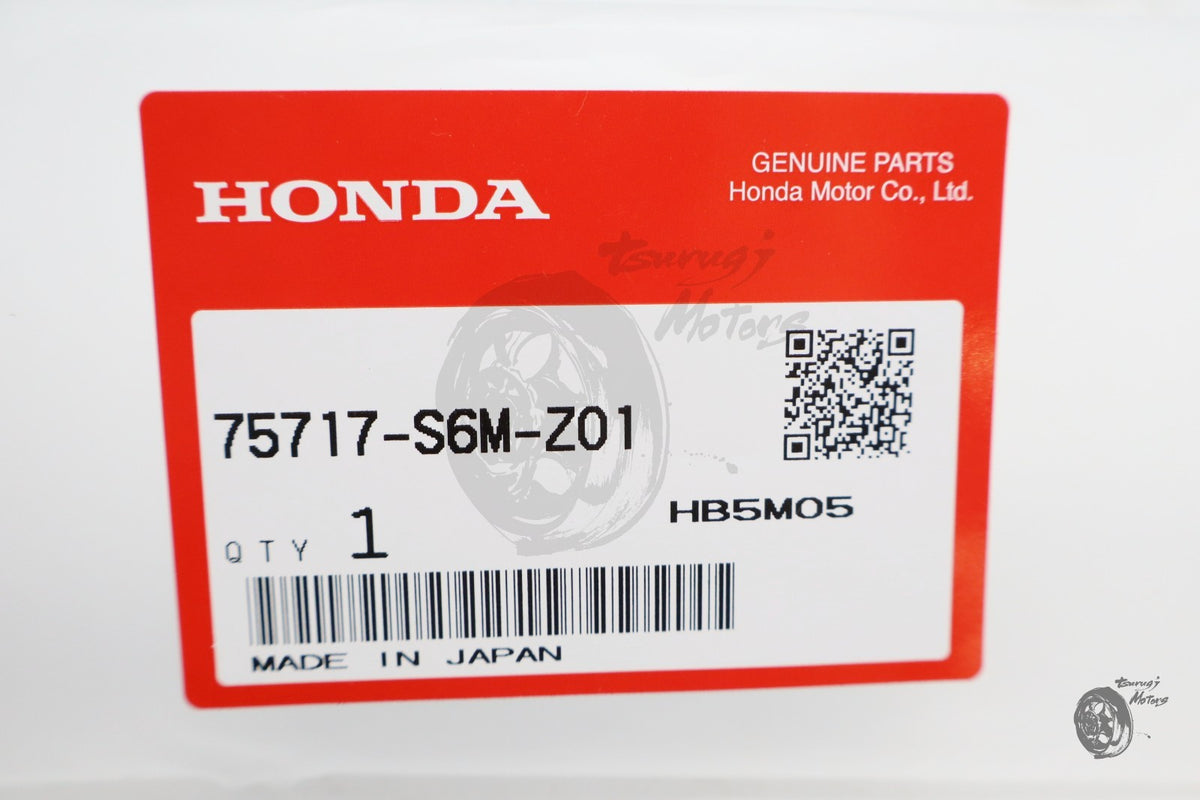 HONDA
GENUINE PARTS
Honda Motor Co., Ltd.
tsurugi
Motors
75717-S6M-Z01
HB5M05
QTY 1
MADE IN JAPAN
tsurugi
Motors